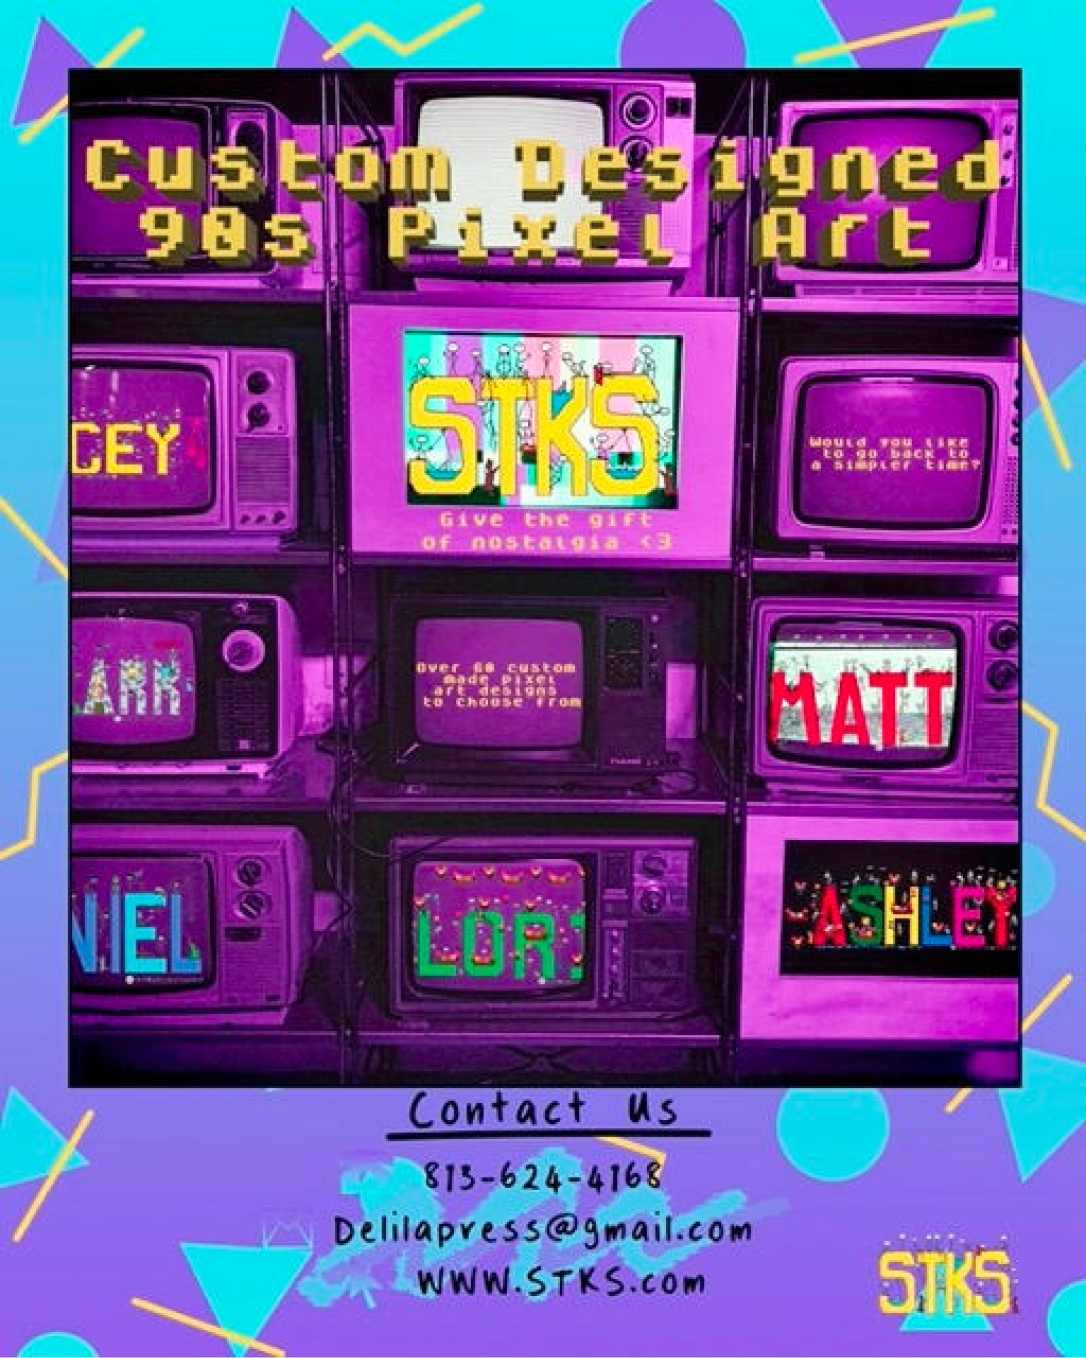 Custom Designed
90s Pixel Art
CEY
STKS
Give the gift
of nostalgia <3
Would you like
to go back to
a simpler time?
ARR
Over 60 custom
made pixel
art designs
to choose from
MATT
NIEL
LORI
ASHLEY
Contact Us
813-624-4168
Delilapress@gmail.com
WWW.STKS.com
STKS